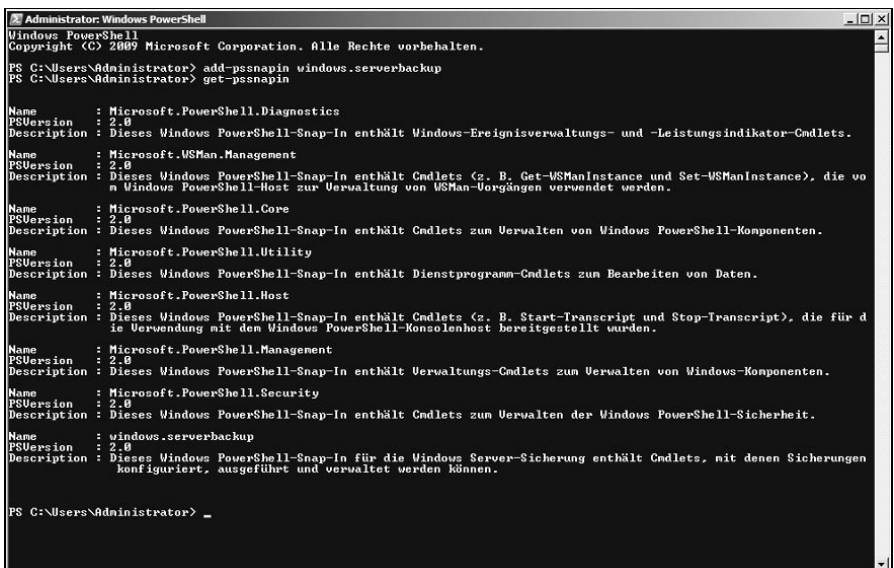 Administrator: Windows PowerShell
Windows PowerShell
Copyright (C) 2009 Microsoft Corporation. Alle Rechte vorbehalten.
PS C:\Users\Administrator> add-pssnapin windows.serverbackup
PS C:\Users\Administrator> get-pssnapin
Name : Microsoft.PowerShell.Diagnostics
PSVersion : 2.0
Description : Dieses Windows PowerShell-Snap-In enthält Windows-Ereignisverwaltungs- und -Leistungsindikator-Cmdlets.
Name : Microsoft.WSMan.Management
PSVersion : 2.0
Description : Dieses Windows PowerShell-Snap-In enthält Cmdlets (z. B. Get-WSManInstance und Set-WSManInstance), die vo
m Windows PowerShell-Host zur Verwaltung von WSMan-Vorgängen verwendet werden.
Name : Microsoft.PowerShell.Core
PSVersion : 2.0
Description : Dieses Windows PowerShell-Snap-In enthält Cmdlets zum Verwalten von Windows PowerShell-Komponenten.
Name : Microsoft.PowerShell.Utility
PSVersion : 2.0
Description : Dieses Windows PowerShell-Snap-In enthält Dienstprogramm-Cmdlets zum Bearbeiten von Daten.
Name : Microsoft.PowerShell.Host
PSVersion : 2.0
Description : Dieses Windows PowerShell-Snap-In enthält Cmdlets (z. B. Start-Transcript und Stop-Transcript), die für d
ie Verwendung mit dem Windows PowerShell-Konsolenhost bereitgestellt wurden.
Name : Microsoft.PowerShell.Management
PSVersion : 2.0
Description : Dieses Windows PowerShell-Snap-In enthält Verwaltungs-Cmdlets zum Verwalten von Windows-Komponenten.
Name : Microsoft.PowerShell.Security
PSVersion : 2.0
Description : Dieses Windows PowerShell-Snap-In enthält Cmdlets zum Verwalten der Windows PowerShell-Sicherheit.
Name : windows.serverbackup
PSVersion : 2.0
Description : Dieses Windows PowerShell-Snap-In für die Windows Server-Sicherung enthält Cmdlets, mit denen Sicherungen
konfiguriert, ausgeführt und verwaltet werden können.
PS C:\Users\Administrator> _